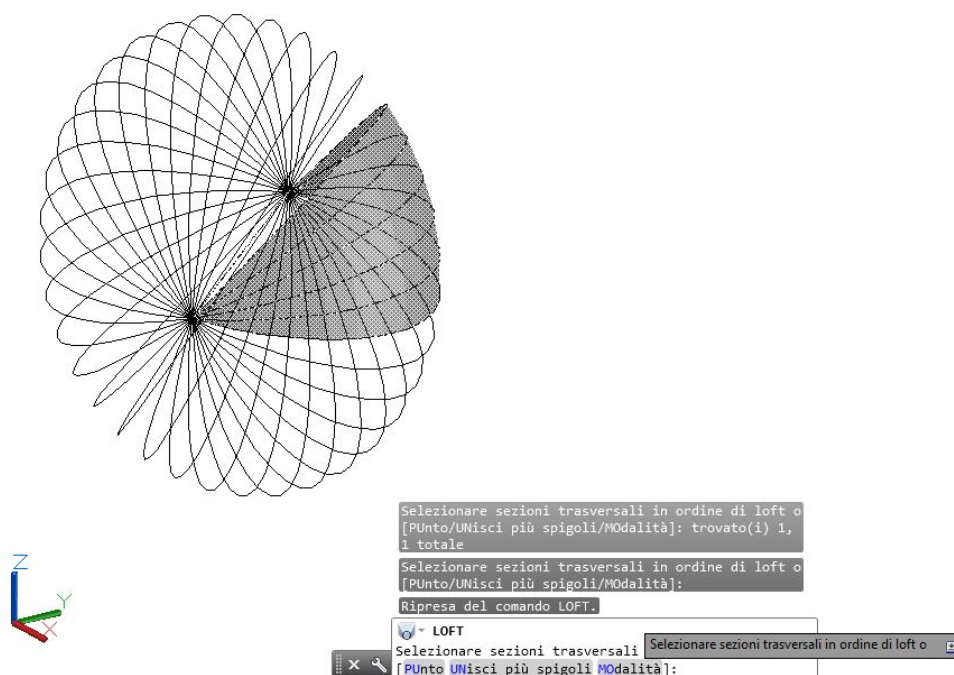 Selezionare sezioni trasversali in ordine di loft o
[PUnto/UNisci più spigoli/MOdalità]: trovato(i) 1,
1 totale
Selezionare sezioni trasversali in ordine di loft o
[PUnto/UNisci più spigoli/MOdalità]:
Ripresa del comando LOFT.
Z
Y
X
LOFT
Selezionare sezioni trasversali
Selezionare sezioni trasversali in ordine di loft o
[PUnto UNisci più spigoli MOdalità]: